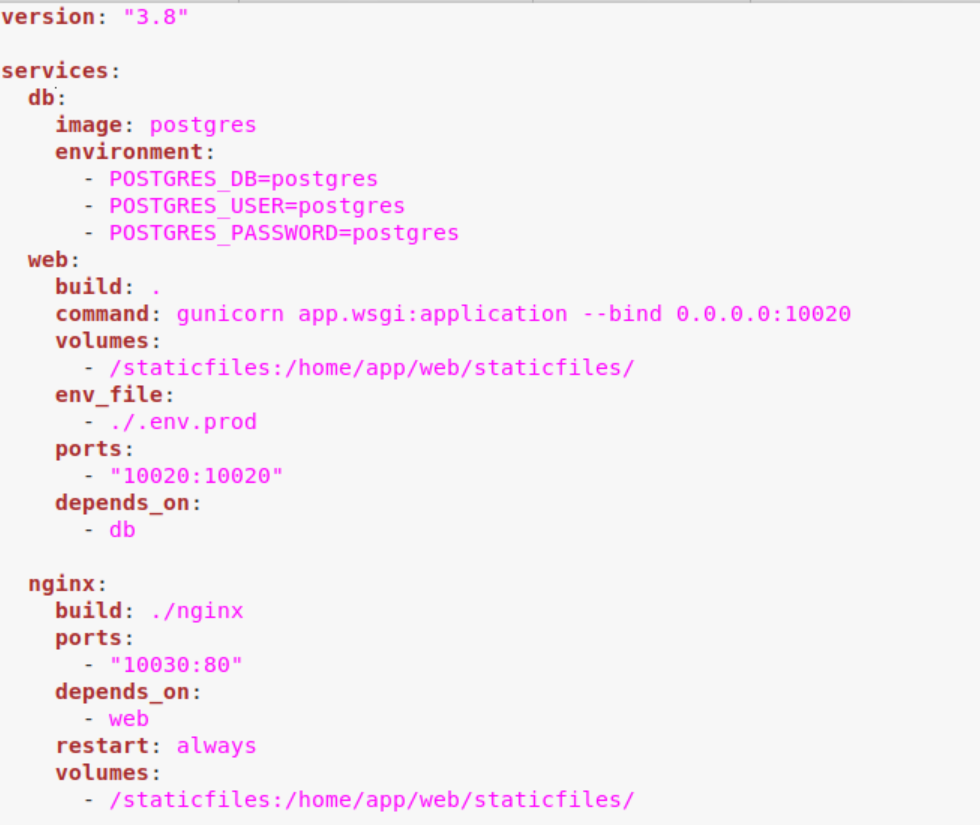 version: "3.8"

services:
  db:
    image: postgres
    environment:
      - POSTGRES_DB=postgres
      - POSTGRES_USER=postgres
      - POSTGRES_PASSWORD=postgres
  web:
    build: .
    command: gunicorn app.wsgi:application --bind 0.0.0.0:10020
    volumes:
      - /staticfiles:/home/app/web/staticfiles/
    env_file:
      - ./.env.prod
    ports:
      - "10020:10020"
    depends_on:
      - db

  nginx:
    build: ./nginx
    ports:
      - "10030:80"
    depends_on:
      - web
    restart: always
    volumes:
      - /staticfiles:/home/app/web/staticfiles/